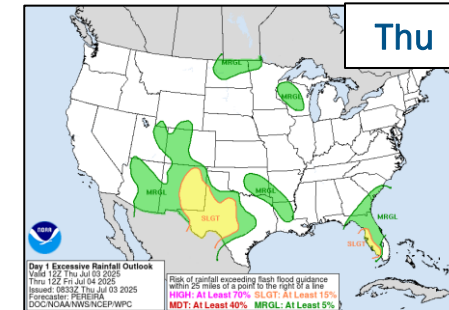 Thu
MRGL
MRGL
MRGL
SLGT
MRGL
MRGL
SLGT
NOAA
Day 1 Excessive Rainfall Outlook
Valid 12Z Thu Jul 03 2025
Thru 12Z Fri Jul 04 2025
Issued: 0833Z Thu Jul 03 2025
Forecaster: PEREIRA
DOC/NOAA/NWS/NCEP/WPC
Risk of rainfall exceeding flash flood guidance
within 25 miles of a point to the right of a line
HIGH: At Least 70% SLGT: At Least 15%
MDT: At Least 40% MRGL: At Least 5%